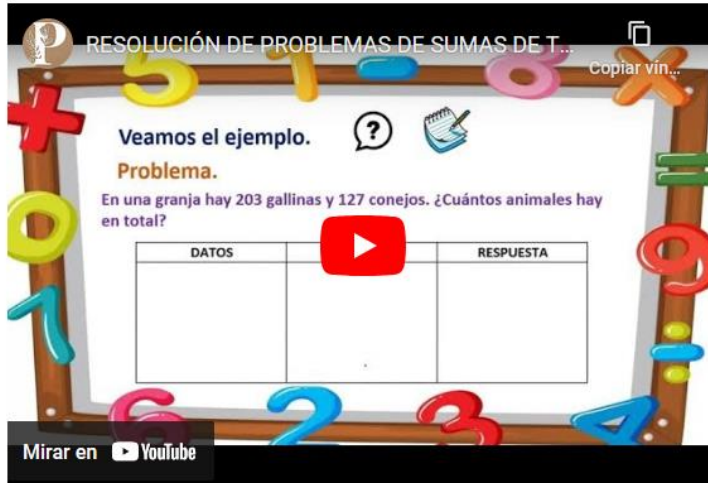 RESOLUCIÓN DE PROBLEMAS DE SUMAS DE T...
Copiar vín...
Veamos el ejemplo.
Problema.
En una granja hay 203 gallinas y 127 conejos. ¿Cuántos animales hay
en total?
DATOS
RESPUESTA
Mirar en YouTube